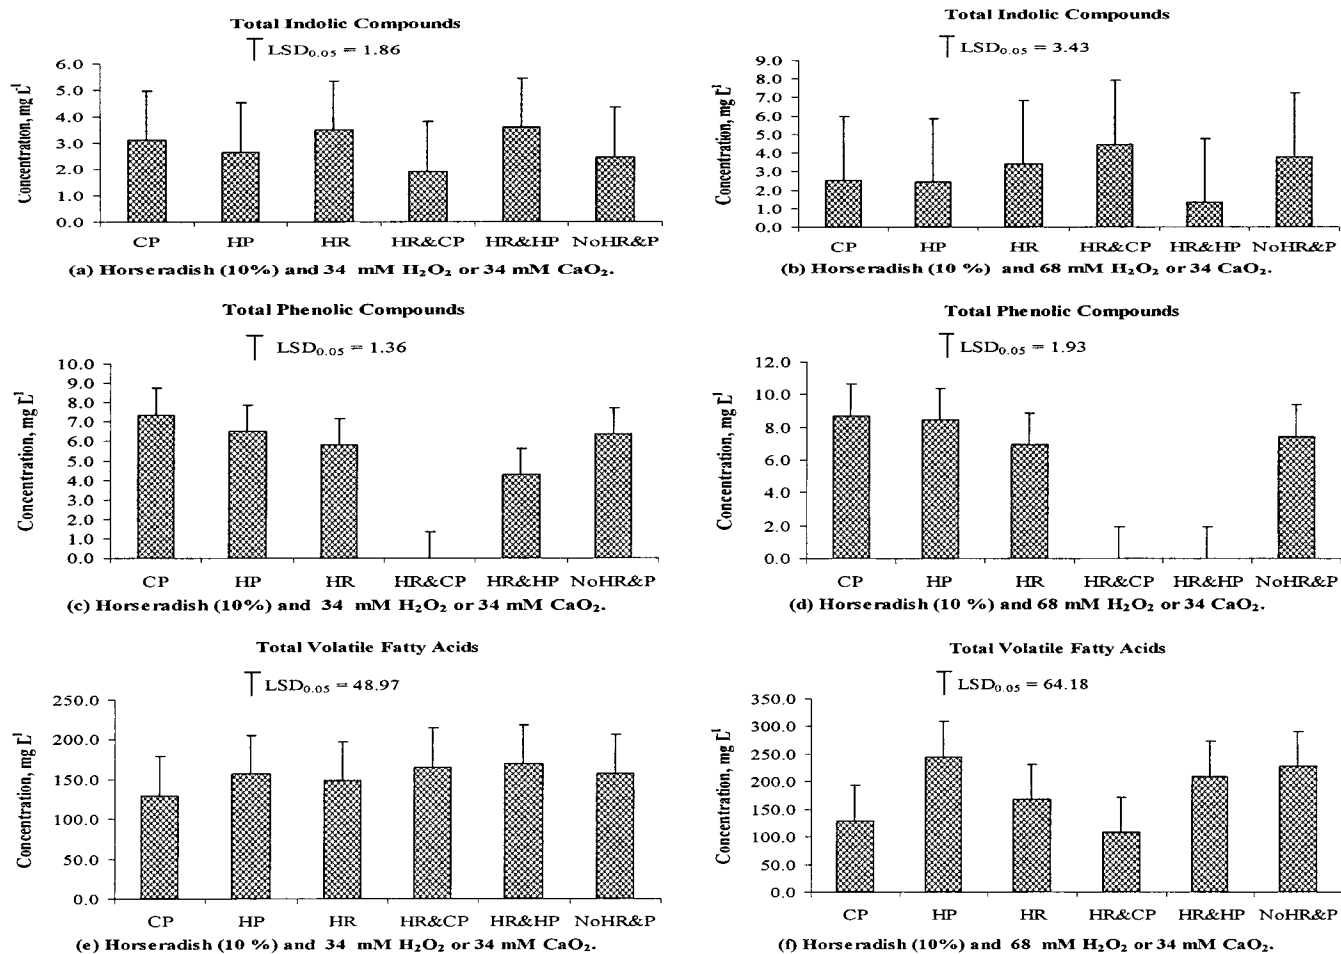 Total Indolic Compounds
LSD0.05 = 1.86
Concentration, mg L-1
6.0
5.0
4.0
3.0
2.0
1.0
0.0
CP HP HR HR&CP HR&HP NoHR&P
(a) Horseradish (10%) and 34 mM H2O2 or 34 mM CaO2.
Total Indolic Compounds
LSD0.05 = 3.43
Concentration, mg L-1
9.0
8.0
7.0
6.0
5.0
4.0
3.0
2.0
1.0
0.0
CP HP HR HR&CP HR&HP NoHR&P
(b) Horseradish (10 %) and 68 mM H2O2 or 34 CaO2.
Total Phenolic Compounds
LSD0.05 = 1.36
Concentration, mg L-1
10.0
9.0
8.0
7.0
6.0
5.0
4.0
3.0
2.0
1.0
0.0
CP HP HR HR&CP HR&HP NoHR&P
(c) Horseradish (10%) and 34 mM H2O2 or 34 mM CaO2.
Total Phenolic Compounds
LSD0.05 = 1.93
Concentration, mg L-1
12.0
10.0
8.0
6.0
4.0
2.0
0.0
CP HP HR HR&CP HR&HP NoHR&P
(d) Horseradish (10 %) and 68 mM H2O2 or 34 CaO2.
Total Volatile Fatty Acids
LSD0.05 = 48.97
Concentration, mg L-1
250.0
200.0
150.0
100.0
50.0
0.0
CP HP HR HR&CP HR&HP NoHR&P
(e) Horseradish (10 %) and 34 mM H2O2 or 34 mM CaO2.
Total Volatile Fatty Acids
LSD0.05 = 64.18
Concentration, mg L-1
350.0
300.0
250.0
200.0
150.0
100.0
50.0
0.0
CP HP HR HR&CP HR&HP NoHR&P
(f) Horseradish (10%) and 68 mM H2O2 or 34 mM CaO2.